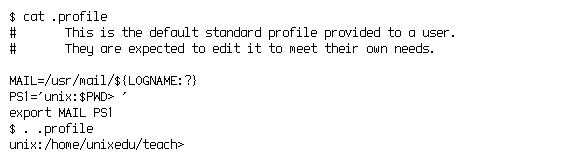 $ cat .profile
#      This is the default standard profile provided to a user.
#      They are expected to edit it to meet their own needs.
MAIL=/usr/mail/${LOGNAME:?}
PS1='unix:$PWD> '
export MAIL PS1
$ . .profile
unix:/home/unixedu/teach>